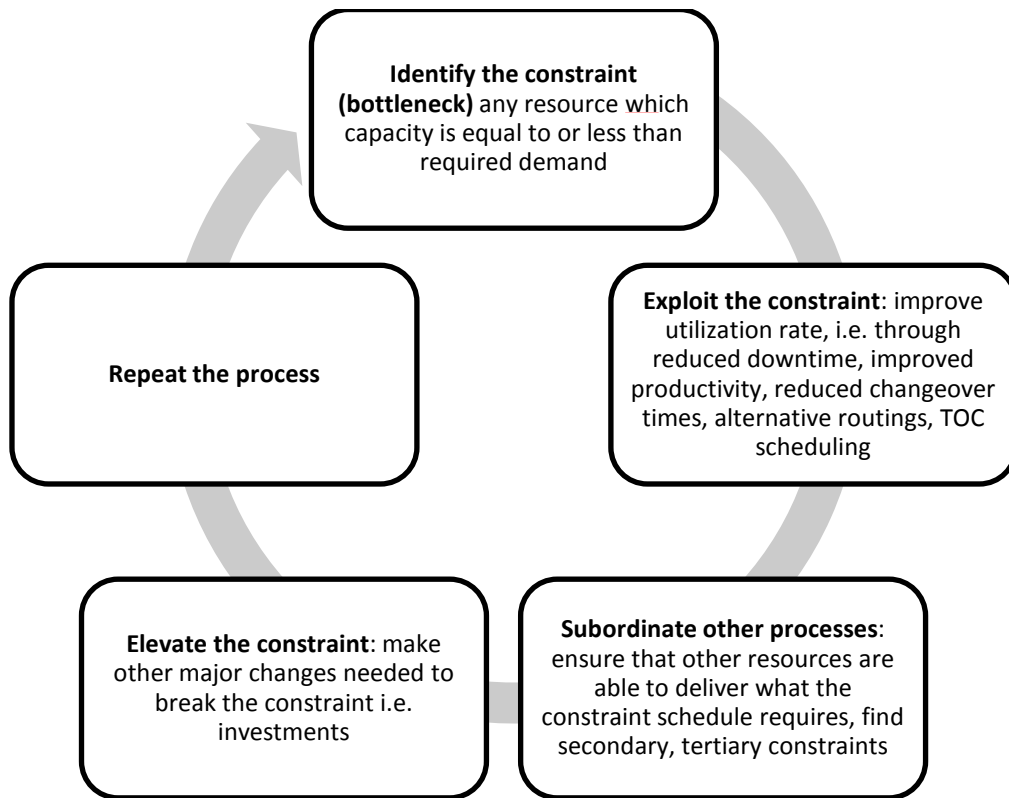 Identify the constraint
(bottleneck) any resource which
capacity is equal to or less than
required demand
Exploit the constraint: improve
utilization rate, i.e. through
reduced downtime, improved
productivity, reduced changeover
times, alternative routings, TOC
scheduling
Subordinate other processes:
ensure that other resources are
able to deliver what the
constraint schedule requires, find
secondary, tertiary constraints
Elevate the constraint: make
other major changes needed to
break the constraint i.e.
investments
Repeat the process